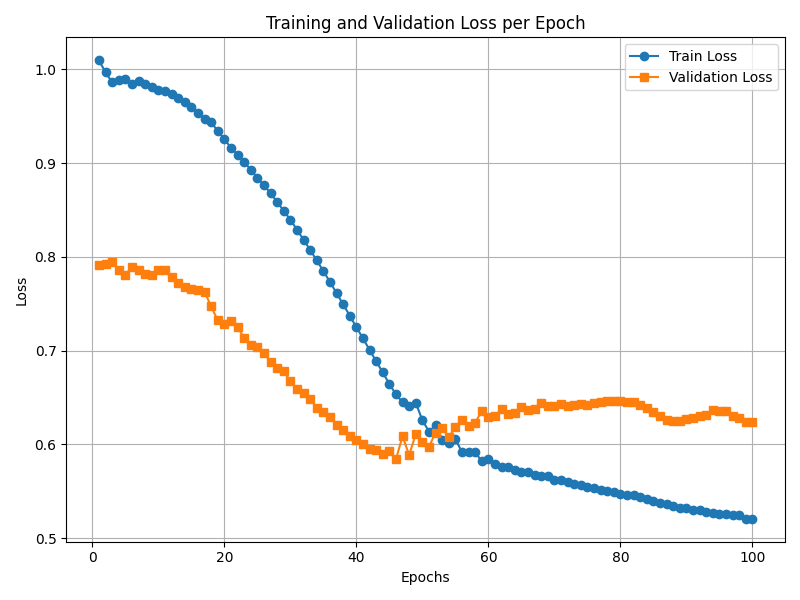 Training and Validation Loss per Epoch
Train Loss
Validation Loss
1.0
0.9
0.8
0.7
0.6
0.5
Loss
0 20 40 60 80 100
Epochs